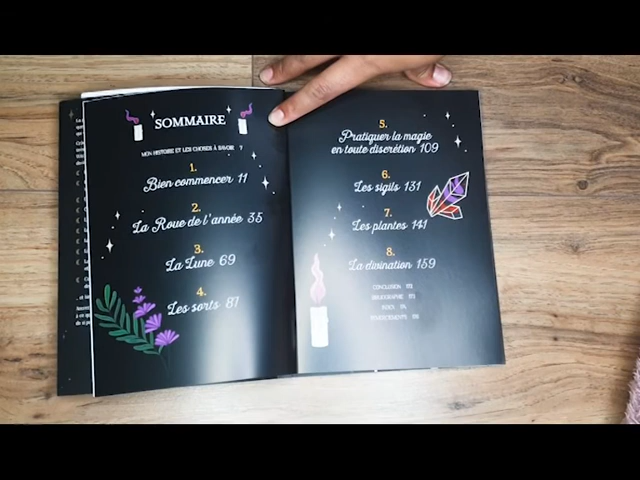 SOMMAIRE
MON HISTOIRE ET LES CHOSES À SAVOIR 7
1.
Bien commencer 11
2.
La Roue de l'année 35
3.
La Lune 69
4.
Les sorts 87
5.
Pratiquer la magie
en toute discrétion 109
6.
Les sigils 131
7.
Les plantes 141
8.
La divination 159
CONCLUSION
BIBLIOGRAPHIE
INDEX
REMERCIEMENTS